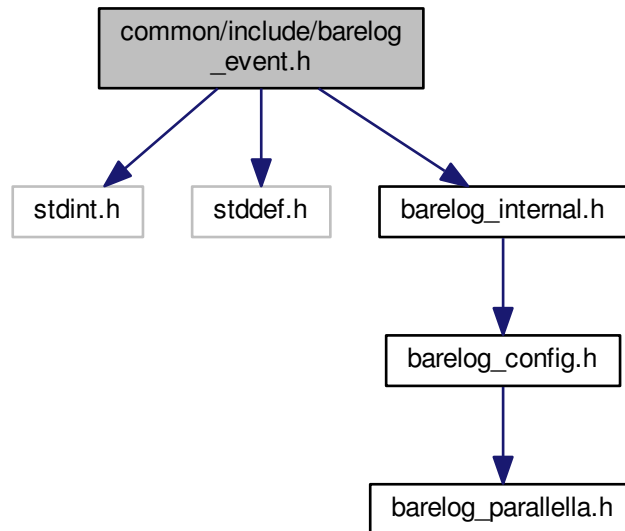 common/include/barelog
_event.h
stdint.h
stddef.h
barelog_internal.h
barelog_config.h
barelog_parallella.h